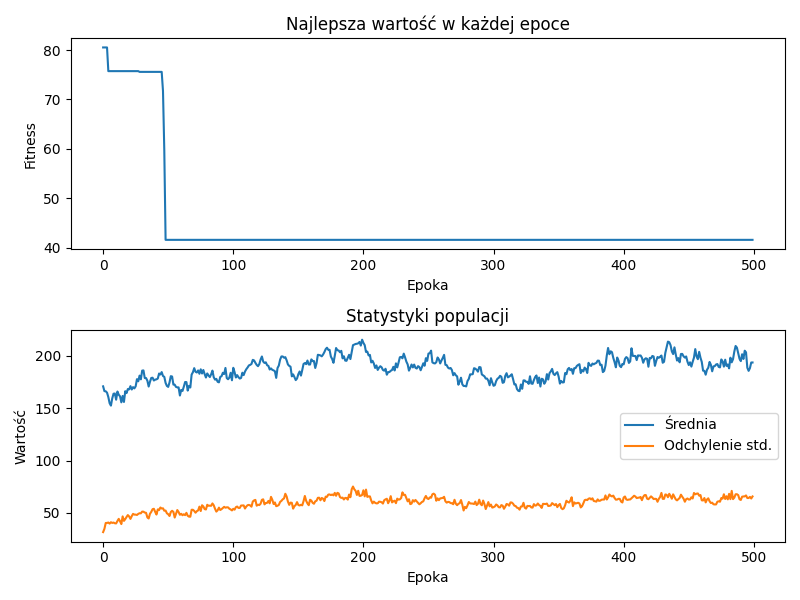 Najlepsza wartość w każdej epoce
Fitness
80
70
60
50
40
0 100 200 300 400 500
Epoka
Statystyki populacji
Wartość
200
150
100
50
Średnia
Odchylenie std.
0 100 200 300 400 500
Epoka